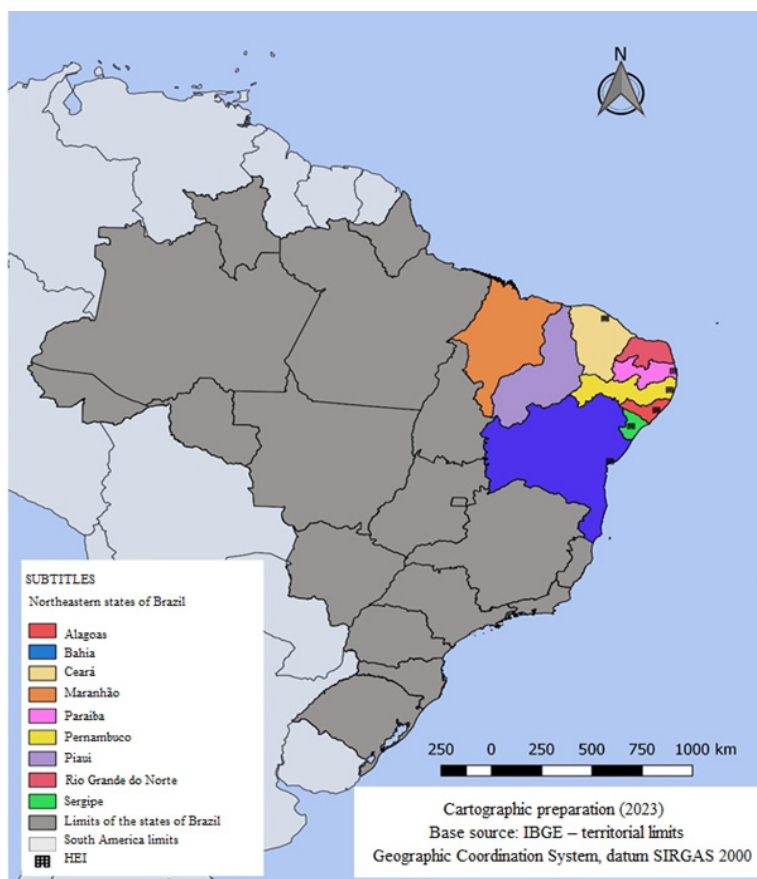 N
SUBTITLES
Northeastern states of Brazil
Alagoas
Bahia
Ceará
Maranhão
Paraiba
Pernambuco
Piaui
Rio Grande do Norte
Sergipe
Limits of the states of Brazil
South America limits
HEI
250 0 250 500 750 1000 km
Cartographic preparation (2023)
Base source: IBGE – territorial limits
Geographic Coordination System, datum SIRGAS 2000